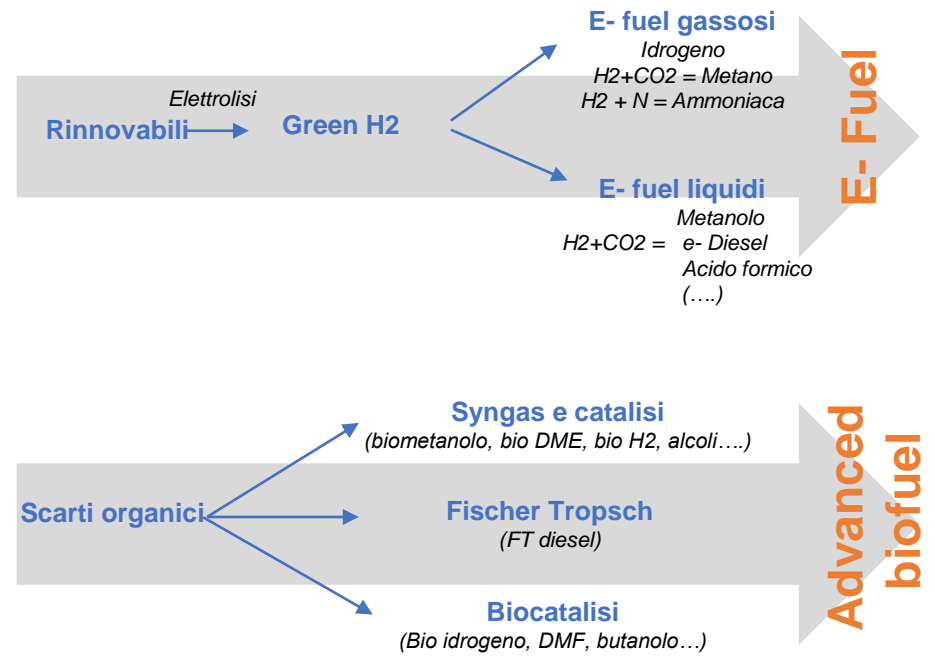 E- fuel gassosi
Idrogeno
H2+CO2 = Metano
H2 + N = Ammoniaca
Elettrolisi
Rinnovabili
Green H2
E- fuel liquidi
Metanolo
H2+CO2 = e- Diesel
Acido formico
(….)
E- Fuel
Syngas e catalisi
(biometanolo, bio DME, bio H2, alcoli….)
Scarti organici
Fischer Tropsch
(FT diesel)
Biocatalisi
(Bio idrogeno, DMF, butanolo…)
Advanced
biofuel